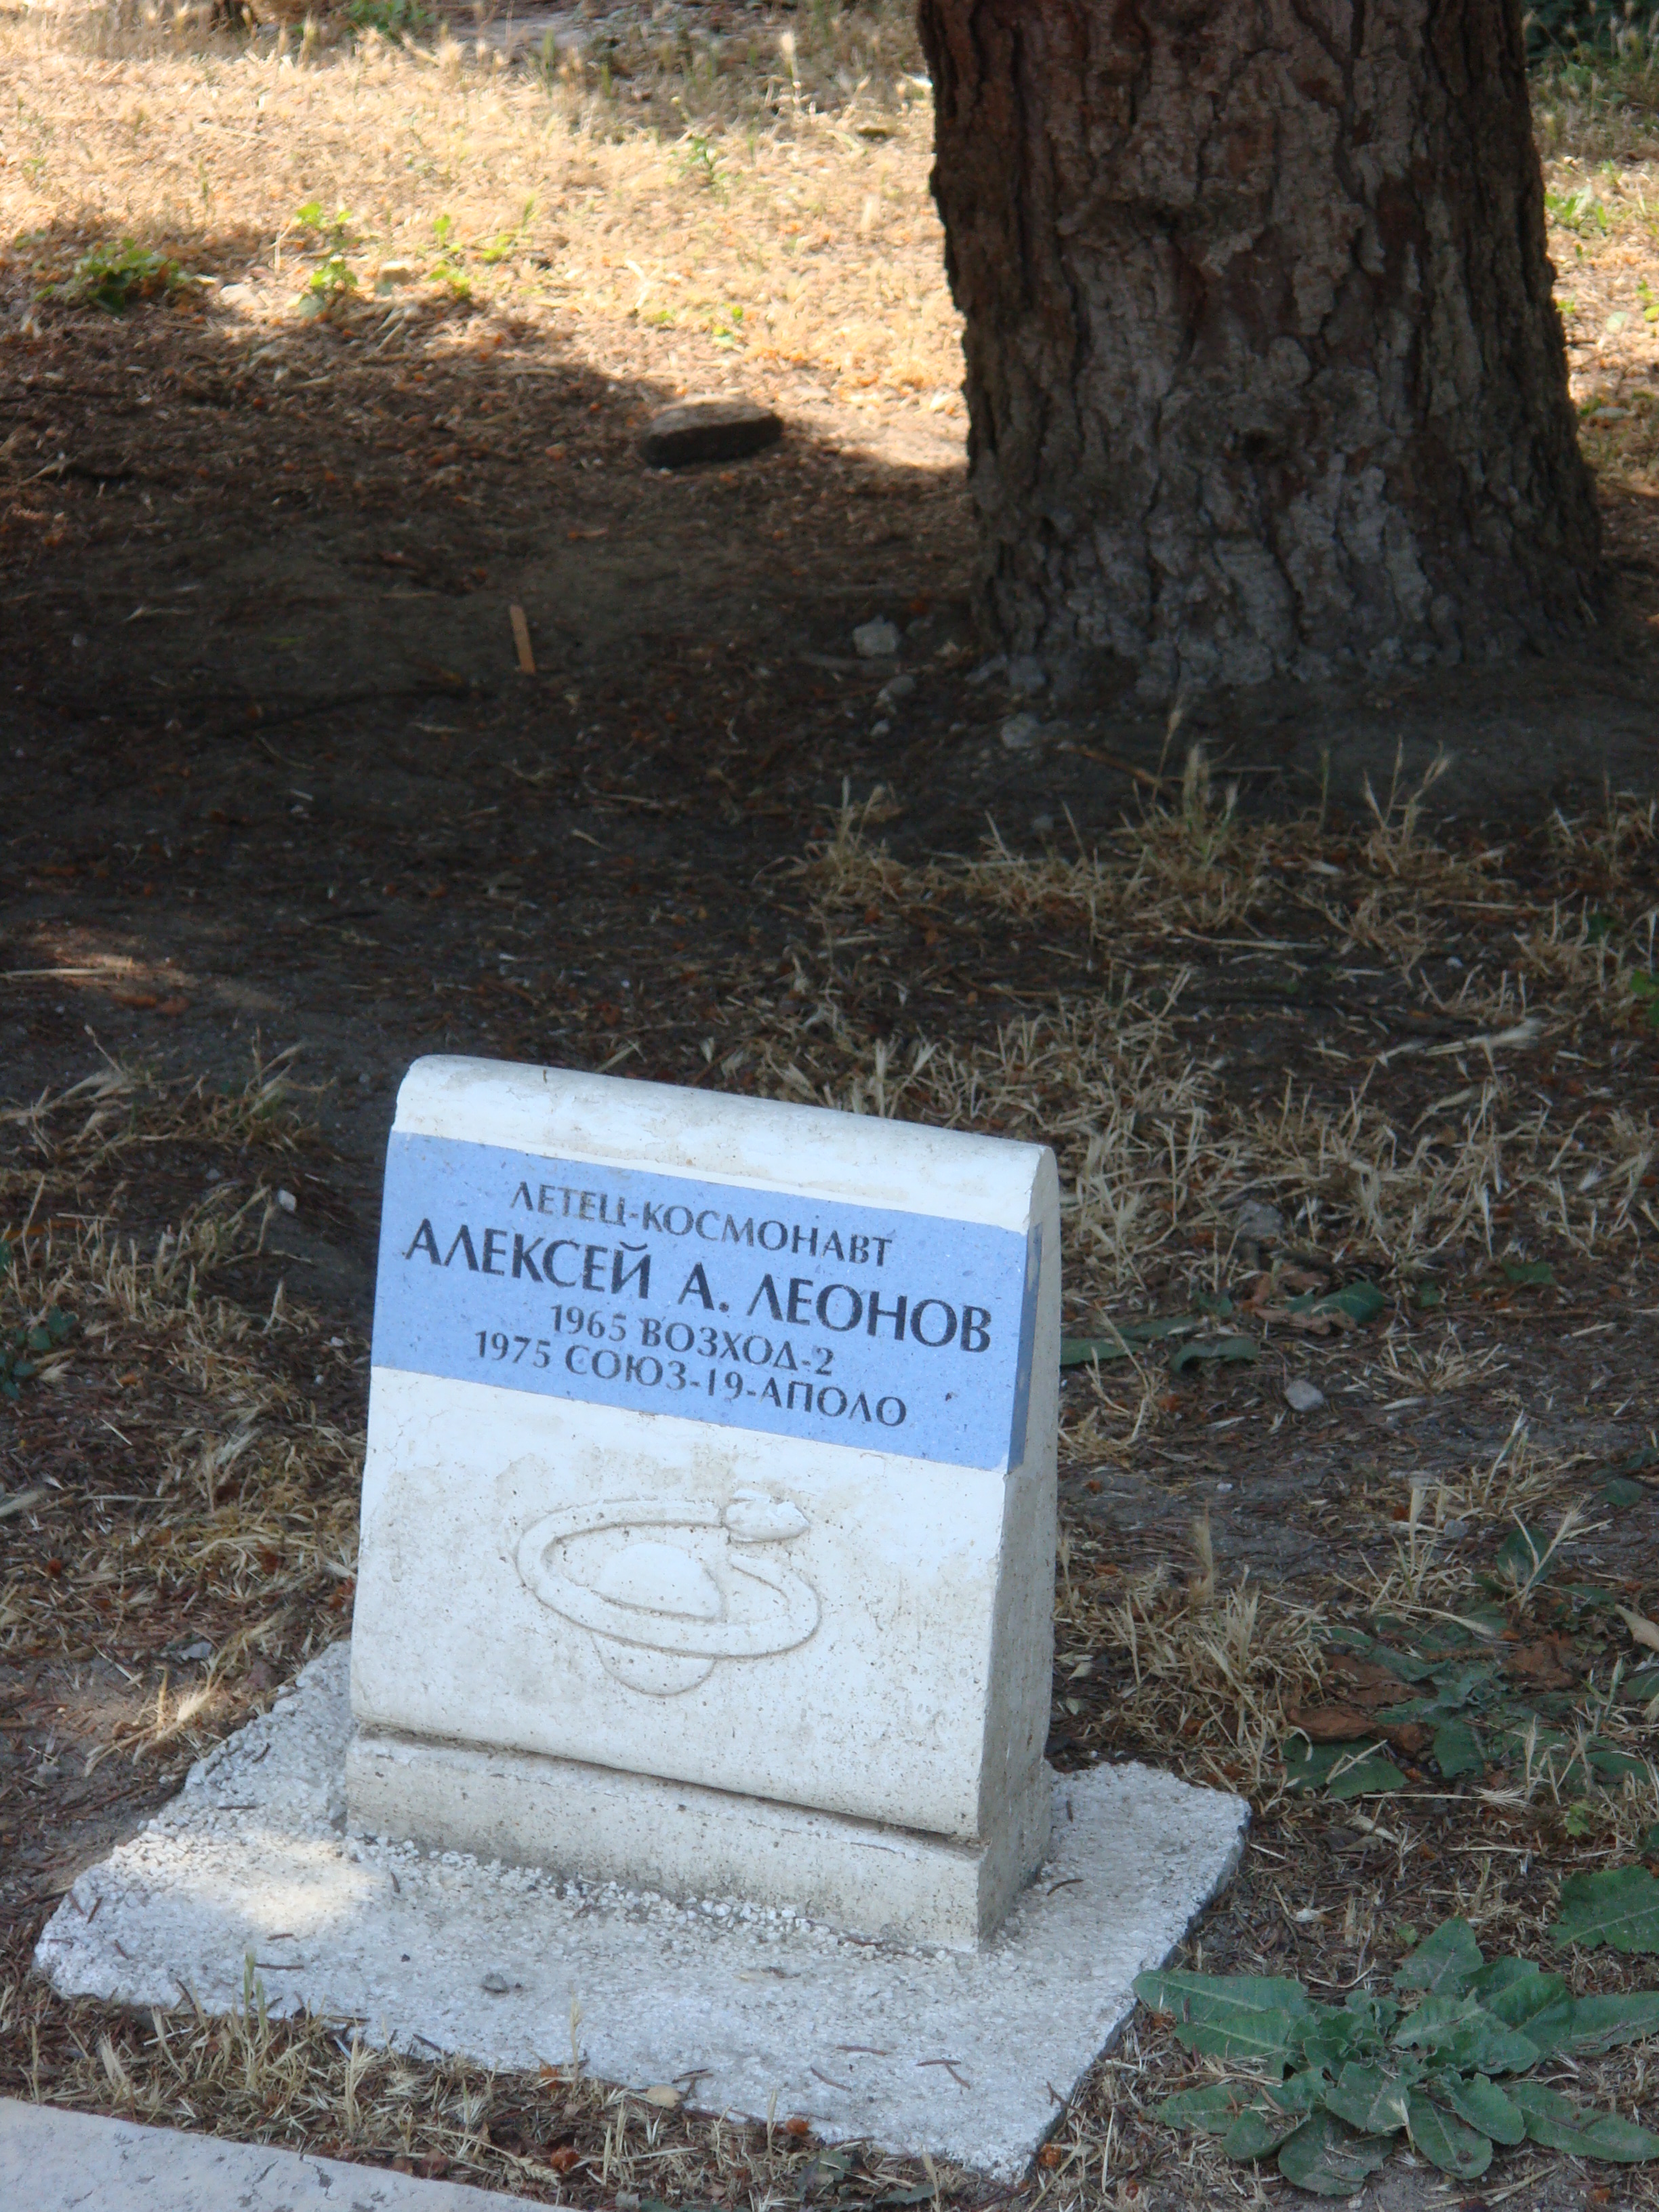 ЛЕТЕЦ-КОСМОНАВТ
АЛЕКСЕЙ А. ЛЕОНОВ
1965 ВОЗХОД-2
1975 СОЮЗ-19-АПОЛО